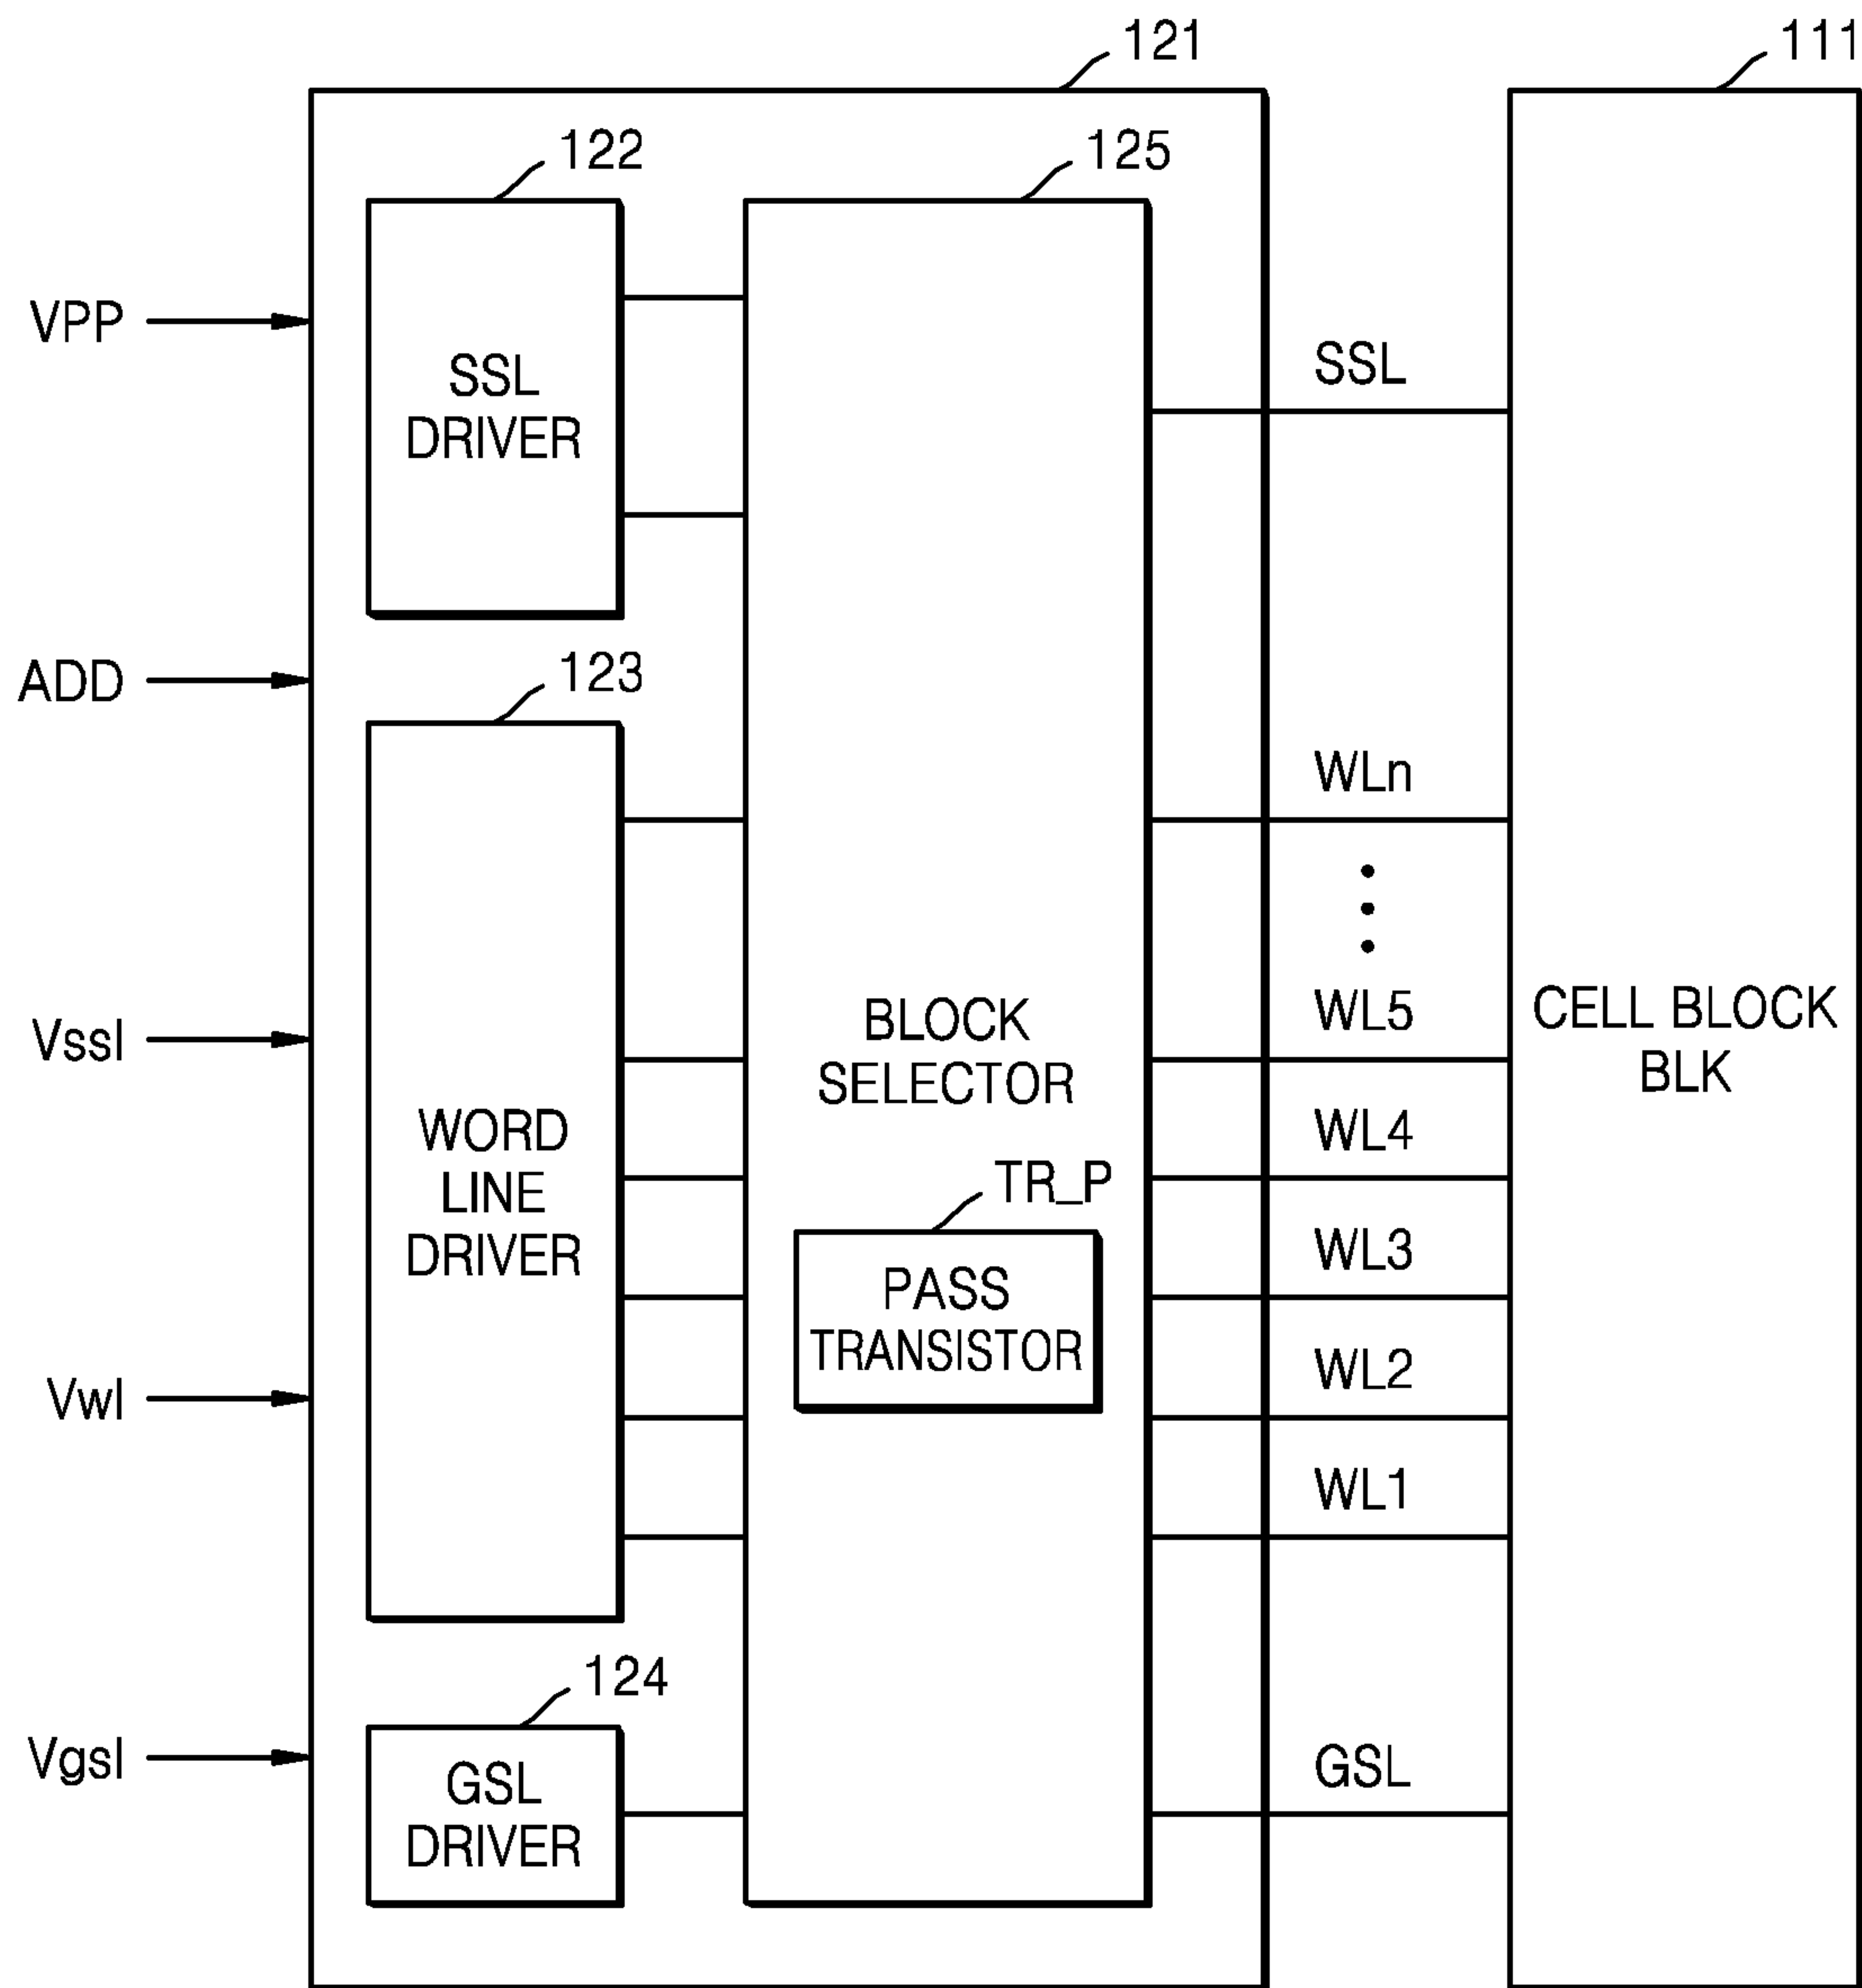 121
111
122
125
VPP
SSL
DRIVER
SSL
ADD
123
WLn
WL5
Vssl
BLOCK
SELECTOR
CELL BLOCK
BLK
WORD
LINE
DRIVER
WL4
TR_P
WL3
PASS
TRANSISTOR
Vwl
WL2
WL1
124
Vgsl
GSL
DRIVER
GSL